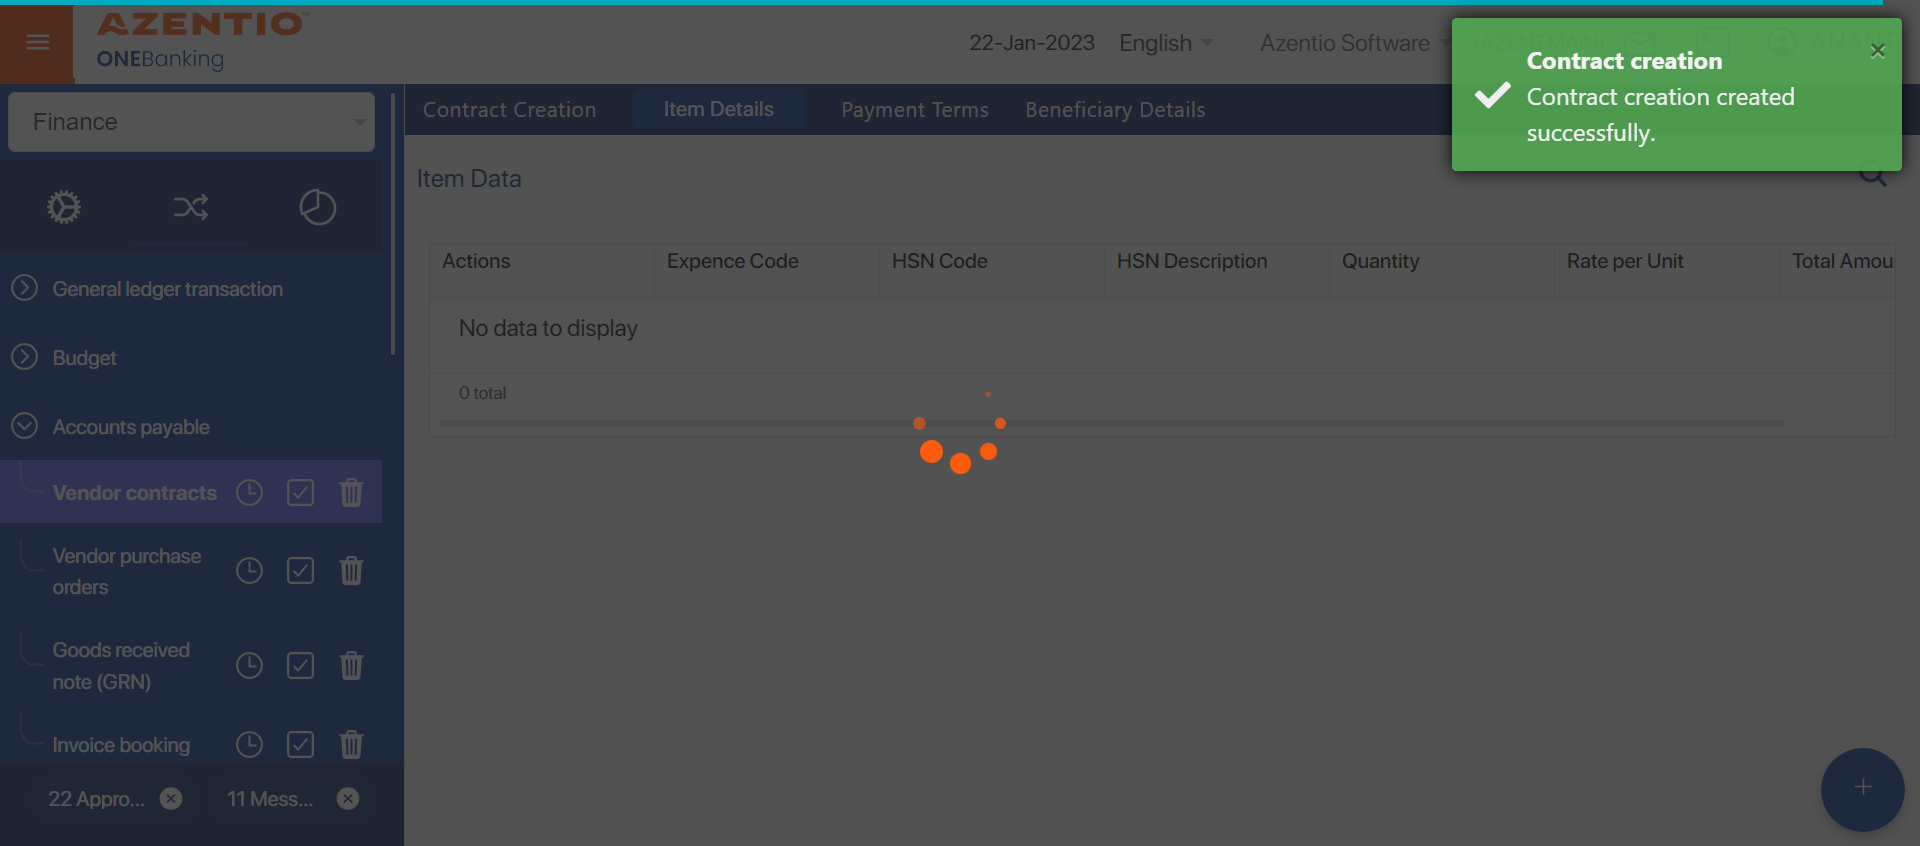 AZENTIO
ONEBanking
22-Jan-2023
English
Azentio Software
Contract creation
×
Contract creation created
successfully.
Finance
Contract Creation
Item Details
Payment Terms
Beneficiary Details
Item Data
Actions
Expence Code
HSN Code
HSN Description
Quantity
Rate per Unit
Total Amou
No data to display
0 total
General ledger transaction
Budget
Accounts payable
Vendor contracts
Vendor purchase
orders
Goods received
note (GRN)
Invoice booking
22 Appro...
11 Mess...
+